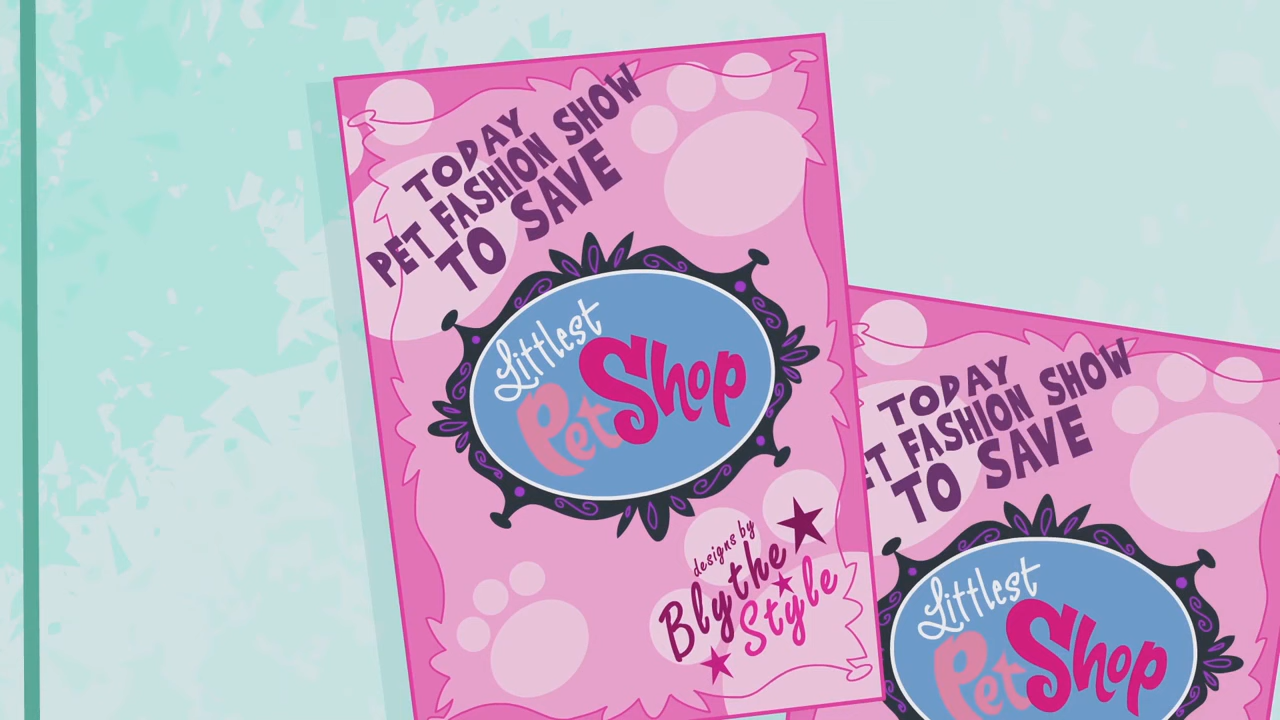 TODAY
PET FASHION SHOW
TO SAVE
Littlest
Pet Shop
designs by
Blythe
Style
TODAY
FASHION SHOW
TO SAVE
Littlest
Pet Shop